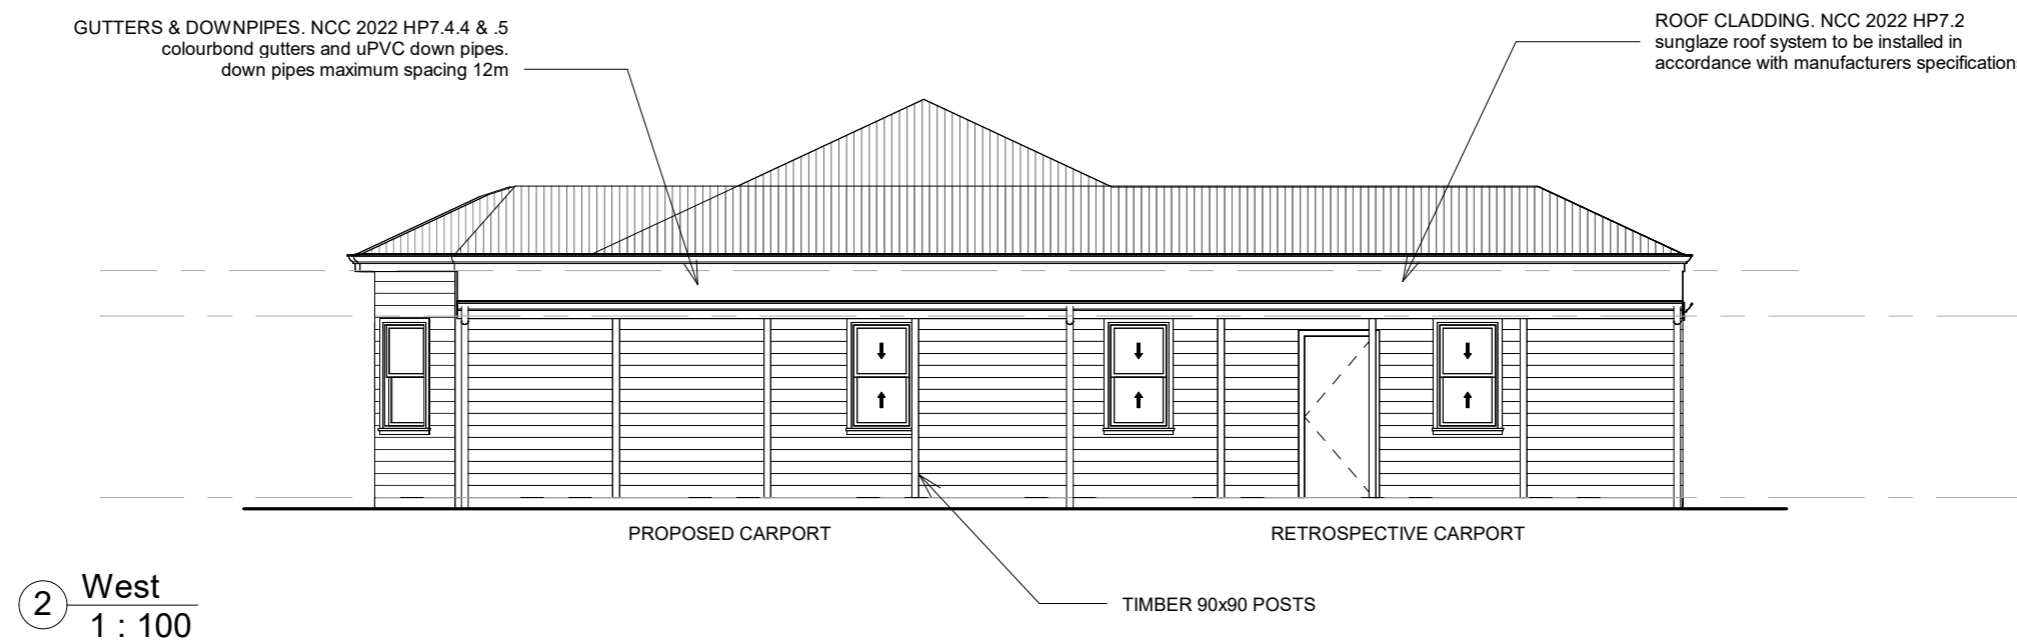 GUTTERS & DOWNPIPES. NCC 2022 HP7.4.4 & .5
colourbond gutters and uPVC down pipes.
down pipes maximum spacing 12m
ROOF CLADDING. NCC 2022 HP7.2
sunglaze roof system to be installed in
accordance with manufacturers specifications
PROPOSED CARPORT
RETROSPECTIVE CARPORT
TIMBER 90x90 POSTS
2
West
1 : 100